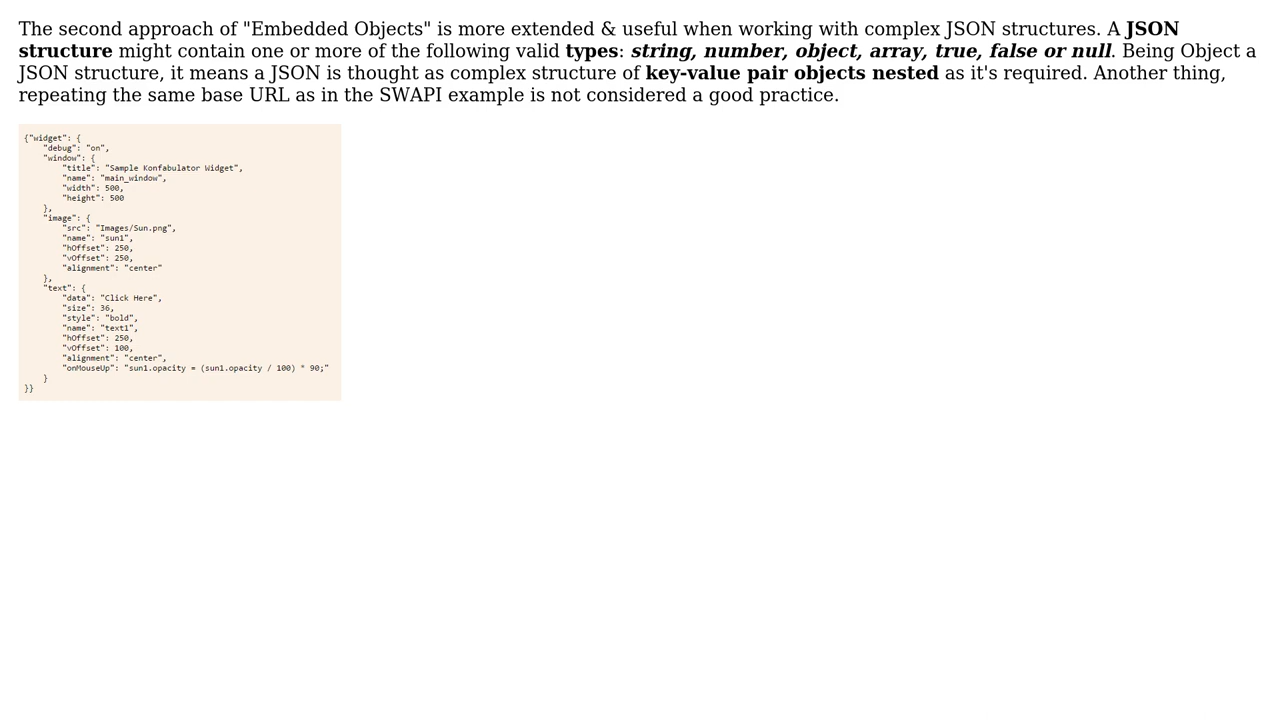 The second approach of "Embedded Objects" is more extended & useful when working with complex JSON structures. A JSON
structure might contain one or more of the following valid types: string, number, object, array, true, false or null. Being Object a
JSON structure, it means a JSON is thought as complex structure of key-value pair objects nested as it's required. Another thing,
repeating the same base URL as in the SWAPI example is not considered a good practice.
{"widget": {
    "debug": "on",
    "window": {
        "title": "Sample Konfabulator Widget",
        "name": "main_window",
        "width": 500,
        "height": 500
    },
    "image": {
        "src": "Images/Sun.png",
        "name": "sun1",
        "hOffset": 250,
        "vOffset": 250,
        "alignment": "center"
    },
    "text": {
        "data": "Click Here",
        "size": 36,
        "style": "bold",
        "name": "text1",
        "hOffset": 250,
        "vOffset": 100,
        "alignment": "center",
        "onMouseUp": "sun1.opacity = (sun1.opacity / 100) * 90;"
    }
}}